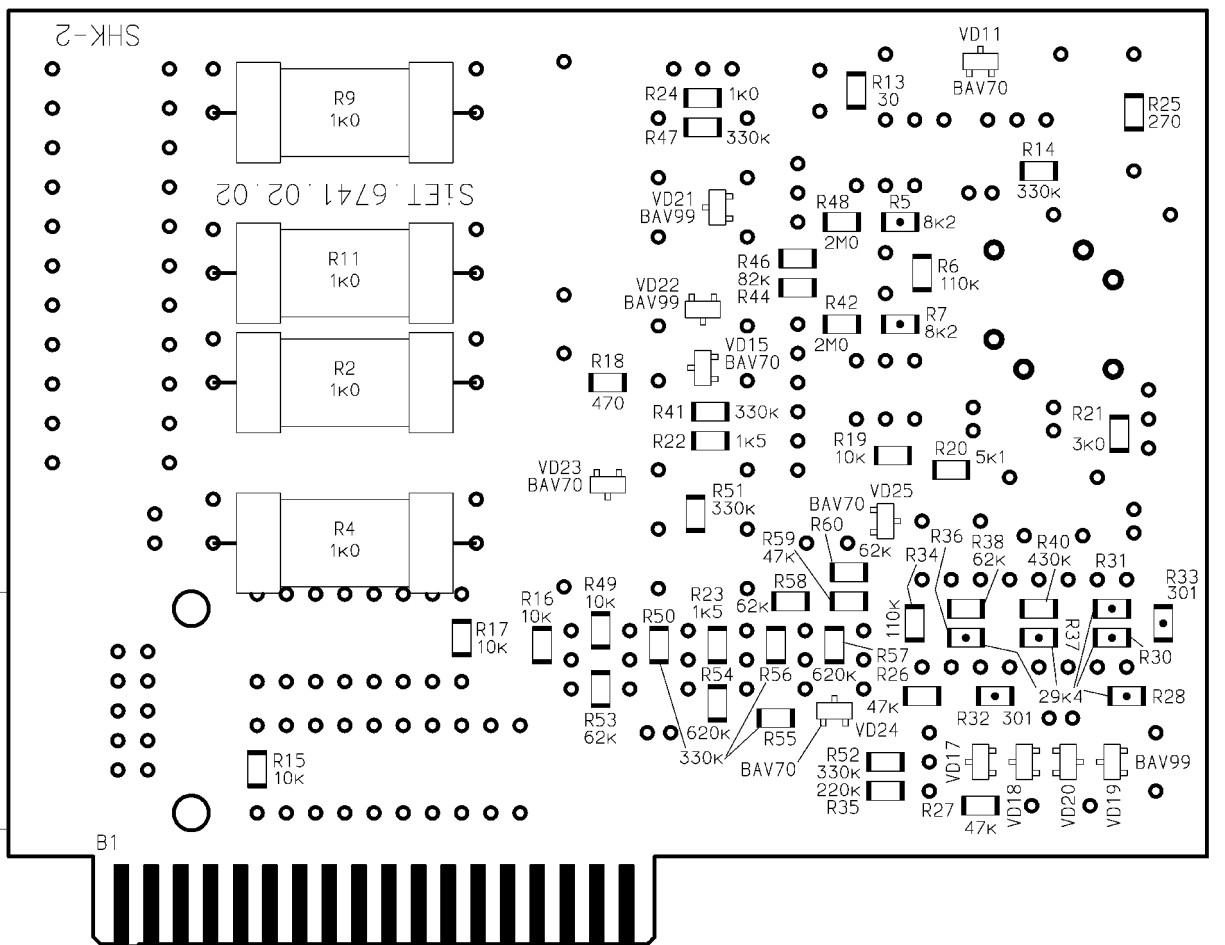 SHK-2
R9
1к0
SiET.6741.02.02
R11
1к0
R2
1к0
R4
1к0
R24
1к0
R47
330к
VD21
BAV99
VD22
BAV99
VD15
BAV70
R18
470
R41
330к
R22
1к5
VD23
BAV70
R51
330к
VD11
BAV70
R13
30
R25
270
R14
330к
R48
2M0
R5
8к2
R46
82к
R44
R6
110к
R42
2M0
R7
8к2
R21
3к0
R19
10к
R20
5к1
BAV70
VD25
R60
62к
R59
47к
R58
62к
R34
110к
R36
R38
62к
R40
430к
R31
R33
301
R37
R30
29к4
R28
R16
10к
R49
10к
R50
R23
1к5
R17
10к
R53
62к
R54
620к
R56
330к
R55
R57
620к
R26
47к
R32
301
BAV70
VD24
R52
330к
220к
R35
VD17
VD18
VD20
VD19
BAV99
R27
47к
R15
10к
B1